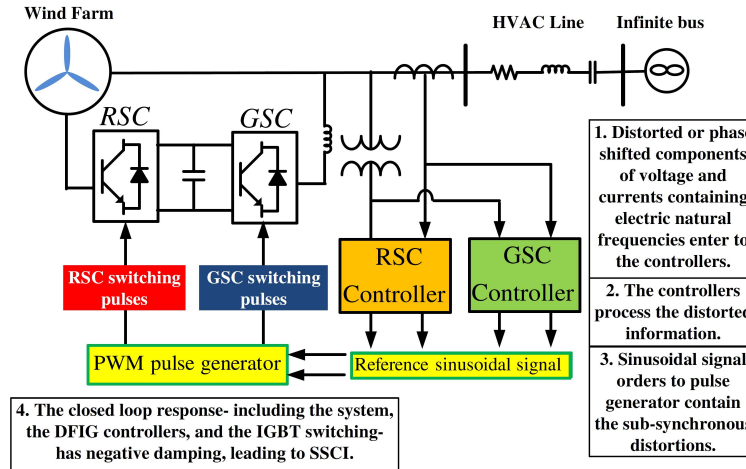 Wind Farm
HVAC Line
Infinite bus
RSC
GSC
1. Distorted or phase
shifted components
of voltage and
currents containing
electric natural
frequencies enter to
the controllers.
RSC
Controller
GSC
Controller
RSC switching
pulses
GSC switching
pulses
2. The controllers
process the distorted
information.
PWM pulse generator
Reference sinusoidal signal
3. Sinusoidal signal
orders to pulse
generator contain
the sub-synchronous
distortions.
4. The closed loop response- including the system,
the DFIG controllers, and the IGBT switching-
has negative damping, leading to SSCI.